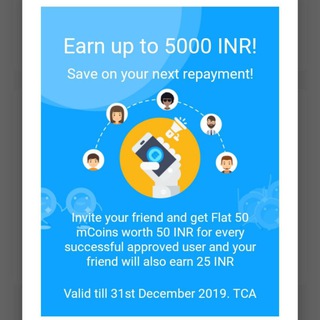 Earn up to 5000 INR!
Save on your next repayment!
Invite your friend and get Flat 50
mCoins worth 50 INR for every
successful approved user and your
friend will also earn 25 INR
Valid till 31st December 2019. TCA